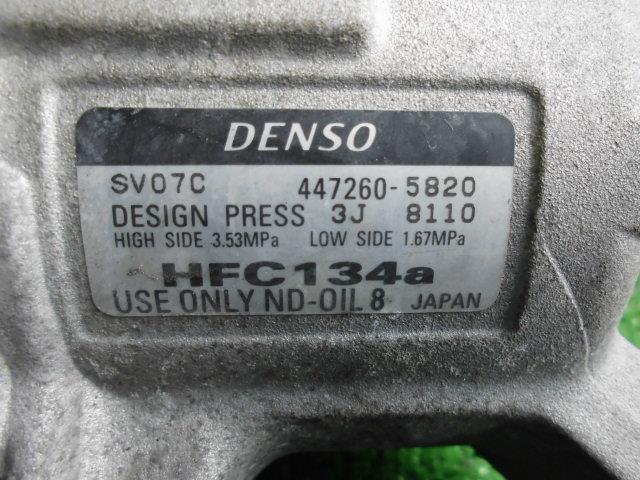 DENSO
SV07C 447260-5820
DESIGN PRESS 3J 8110
HIGH SIDE 3.53MPa LOW SIDE 1.67MPa
HFC134a
USE ONLY ND-OIL 8 JAPAN